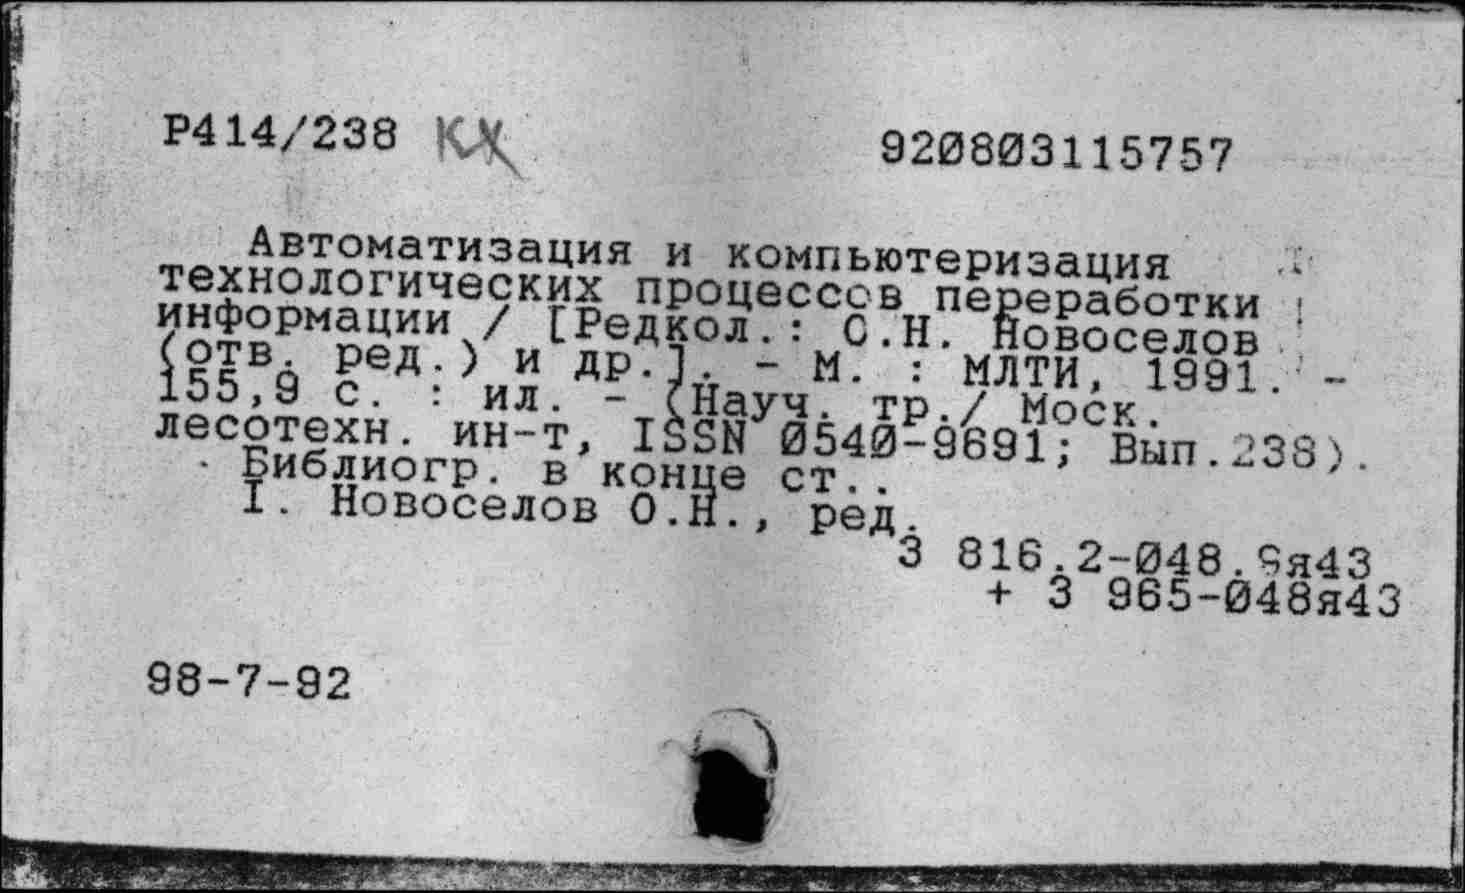 Р414/238 КХ 920803115757
Автоматизация и компьютеризация
технологических процессов переработки
информации / [Редкол.: О.Н. Новоселов
(отв. ред.) и др.]. - М. : МЛТИ, 1991. -
155,9 с. : ил. - (Науч. тр./ Моск.
лесотехн. ин-т, ISSN 0540-9691; Вып.238).
Библиогр. в конце ст..
I. Новоселов О.Н., ред.
З 816.2-048.9я43
+ З 965-048я43
98-7-92